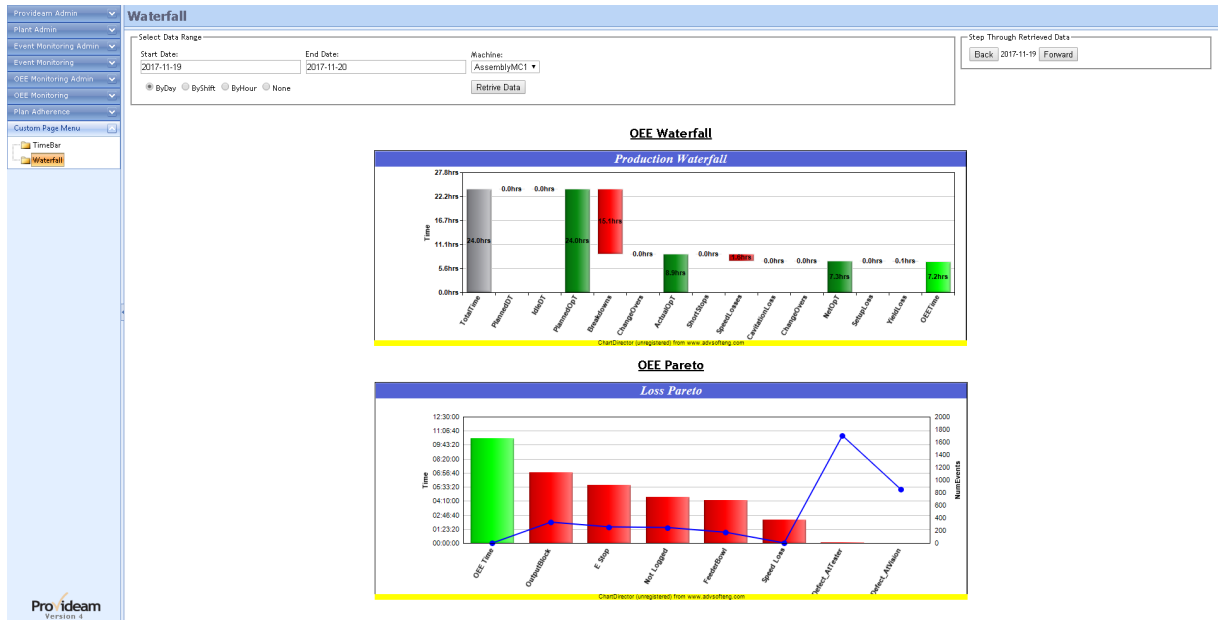 Provideam Admin
Plant Admin
Event Monitoring Admin
Event Monitoring
OEE Monitoring Admin
OEE Monitoring
Plan Adherence
Custom Page Menu
TimeBar
Waterfall
Provideam
Version 4
Waterfall
Select Data Range
Start Date: End Date: Machine:
2017-11-19 2017-11-20 AssemblyMC1
ByDay ByShift ByHour None Retrive Data
Step Through Retrieved Data
Back 2017-11-19 Forward
OEE Waterfall
Production Waterfall
27.8hrs
22.2hrs
16.7hrs
11.1hrs
5.6hrs
0.0hrs
Time
24.0hrs 0.0hrs 0.0hrs 24.0hrs 15.1hrs 0.0hrs 8.9hrs 0.0hrs 0.0hrs 0.0hrs 7.3hrs 0.0hrs 0.1hrs 7.2hrs
TotalTime PlannedDT IdleDT PlannedOpT Breakdowns ChangeOvers ActualOpT ShortStops SpeedLosses CavitationLoss ChangeOvers NetOpT SetupLoss YieldLoss OEETime
ChartDirector (unregistered) from www.advsofteng.com
OEE Pareto
Loss Pareto
12:30:00
11:06:40
09:43:20
08:20:00
06:56:40
05:33:20
04:10:00
02:46:40
01:23:20
00:00:00
Time
2000
1800
1600
1400
1200
1000
800
600
400
200
0
NumEvents
OEE Time OutputBlock E Stop Not Logged FeederBowl Speed Loss Defect_AtTester Defect_AtVision
ChartDirector (unregistered) from www.advsofteng.com